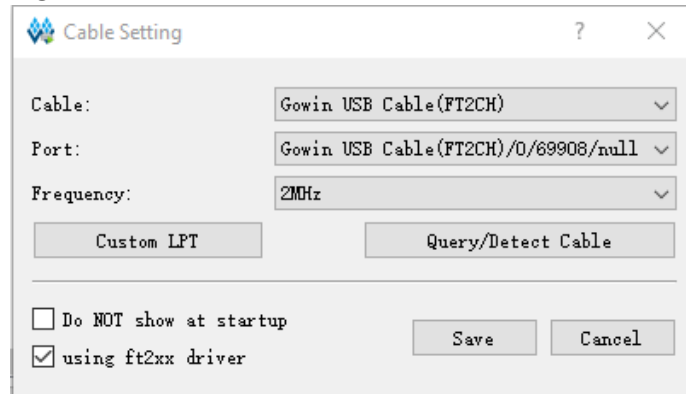 Cable Setting
Cable: Gowin USB Cable(FT2CH)
Port: Gowin USB Cable(FT2CH)/0/69908/null
Frequency: 2MHz
Custom LPT Query/Detect Cable
Do NOT show at startup
using ft2xx driver
Save Cancel